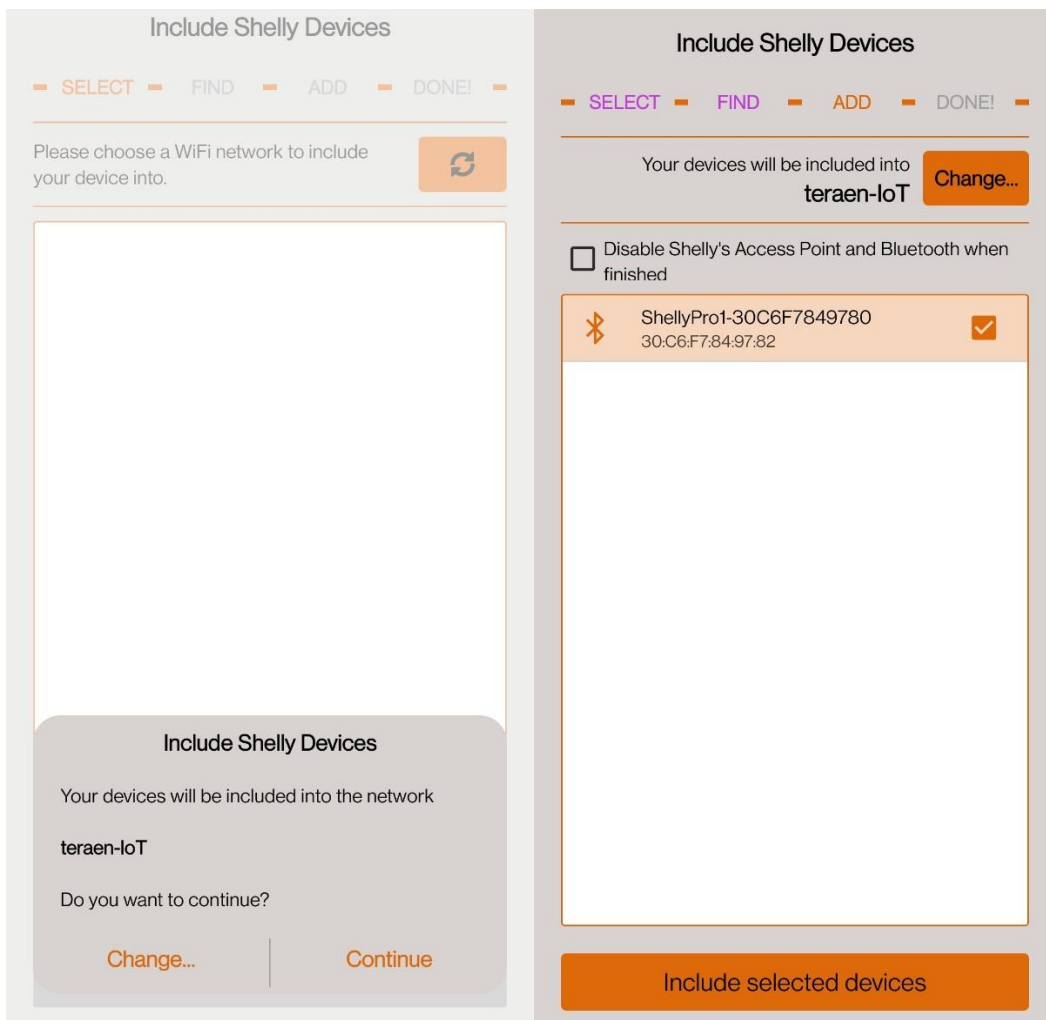 Include Shelly Devices
SELECT FIND ADD DONE!
Please choose a WiFi network to include
your device into.
Include Shelly Devices
Your devices will be included into the network
teraen-IoT
Do you want to continue?
Change... Continue
Include Shelly Devices
SELECT FIND ADD DONE!
Your devices will be included into
teraen-IoT
Change...
Disable Shelly's Access Point and Bluetooth when
finished
ShellyPro1-30C6F7849780
30:C6:F7:84:97:82
Include selected devices